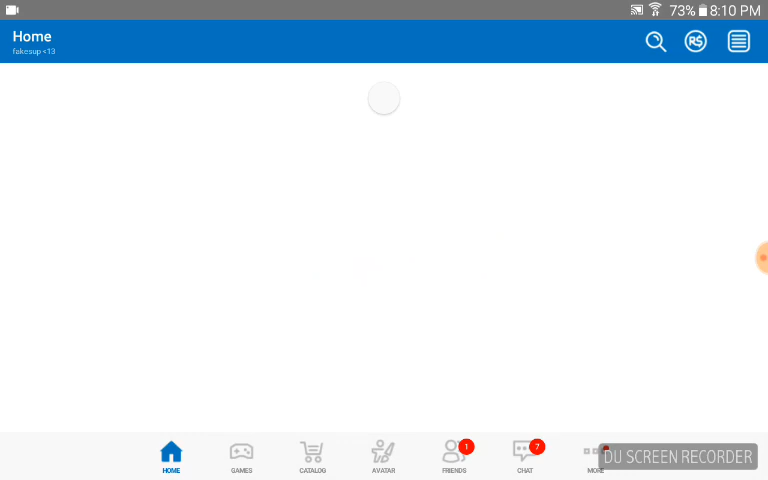 73% 8:10 PM
Home
fakesup <13
R$
1
7
HOME
GAMES
CATALOG
AVATAR
FRIENDS
CHAT
MORE
DU SCREEN RECORDER